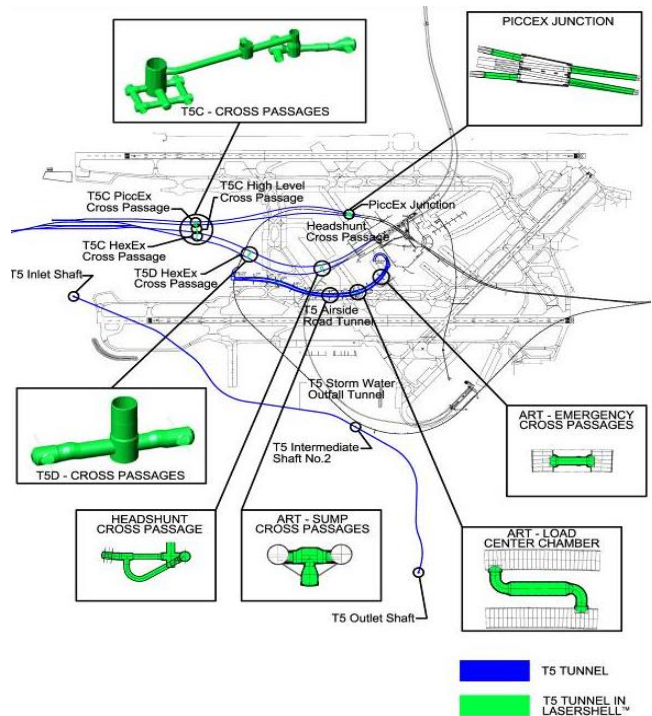 PICCEX JUNCTION
T5C - CROSS PASSAGES
T5C PiccEx
Cross Passage
T5C High Level
Cross Passage
PiccEx Junction
Headshunt
Cross Passage
T5C HexEx
Cross Passage
T5D HexEx
Cross Passage
T5 Inlet Shaft
T5 Airside
Road Tunnel
T5 Storm Water
Outfall Tunnel
T5D - CROSS PASSAGES
T5 Intermediate
Shaft No.2
ART - EMERGENCY
CROSS PASSAGES
HEADSHUNT
CROSS PASSAGE
ART - SUMP
CROSS PASSAGES
ART - LOAD
CENTER CHAMBER
T5 Outlet Shaft
T5 TUNNEL
T5 TUNNEL IN
LASERSHELL™